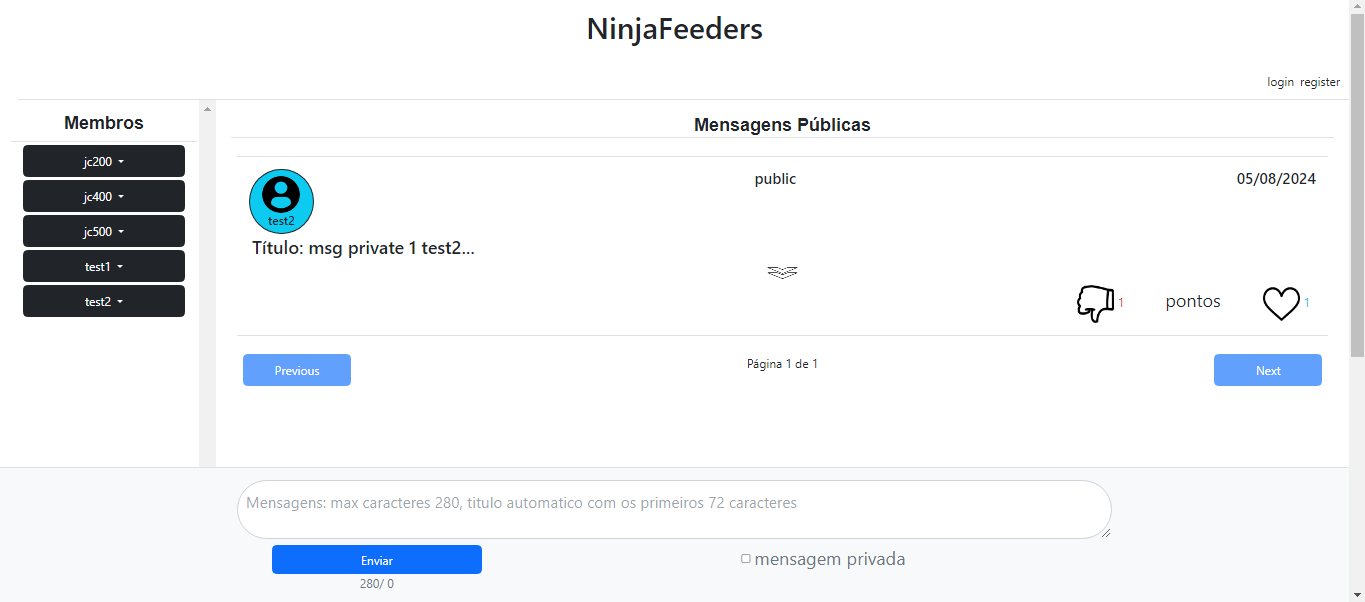 NinjaFeeders
login register
Membros
jc200
jc400
jc500
test1
test2
Mensagens Públicas
test2
public
05/08/2024
Título: msg private 1 test2...
1
pontos
1
Previous
Página 1 de 1
Next
Mensagens: max caracteres 280, titulo automatico com os primeiros 72 caracteres
Enviar
280/ 0
mensagem privada